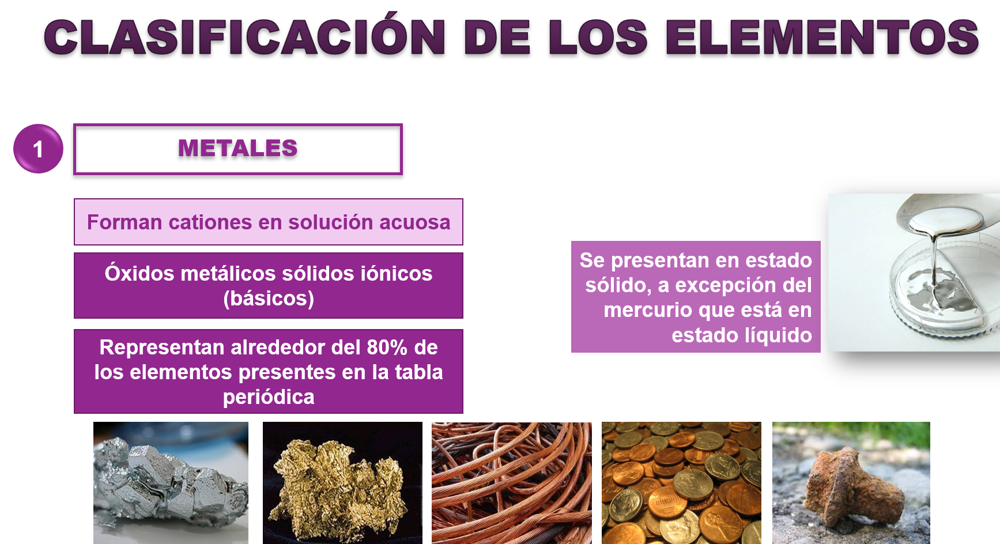 CLASIFICACIÓN DE LOS ELEMENTOS
1
METALES
Forman cationes en solución acuosa
Óxidos metálicos sólidos iónicos
(básicos)
Representan alrededor del 80% de
los elementos presentes en la tabla
periódica
Se presentan en estado
sólido, a excepción del
mercurio que está en
estado líquido